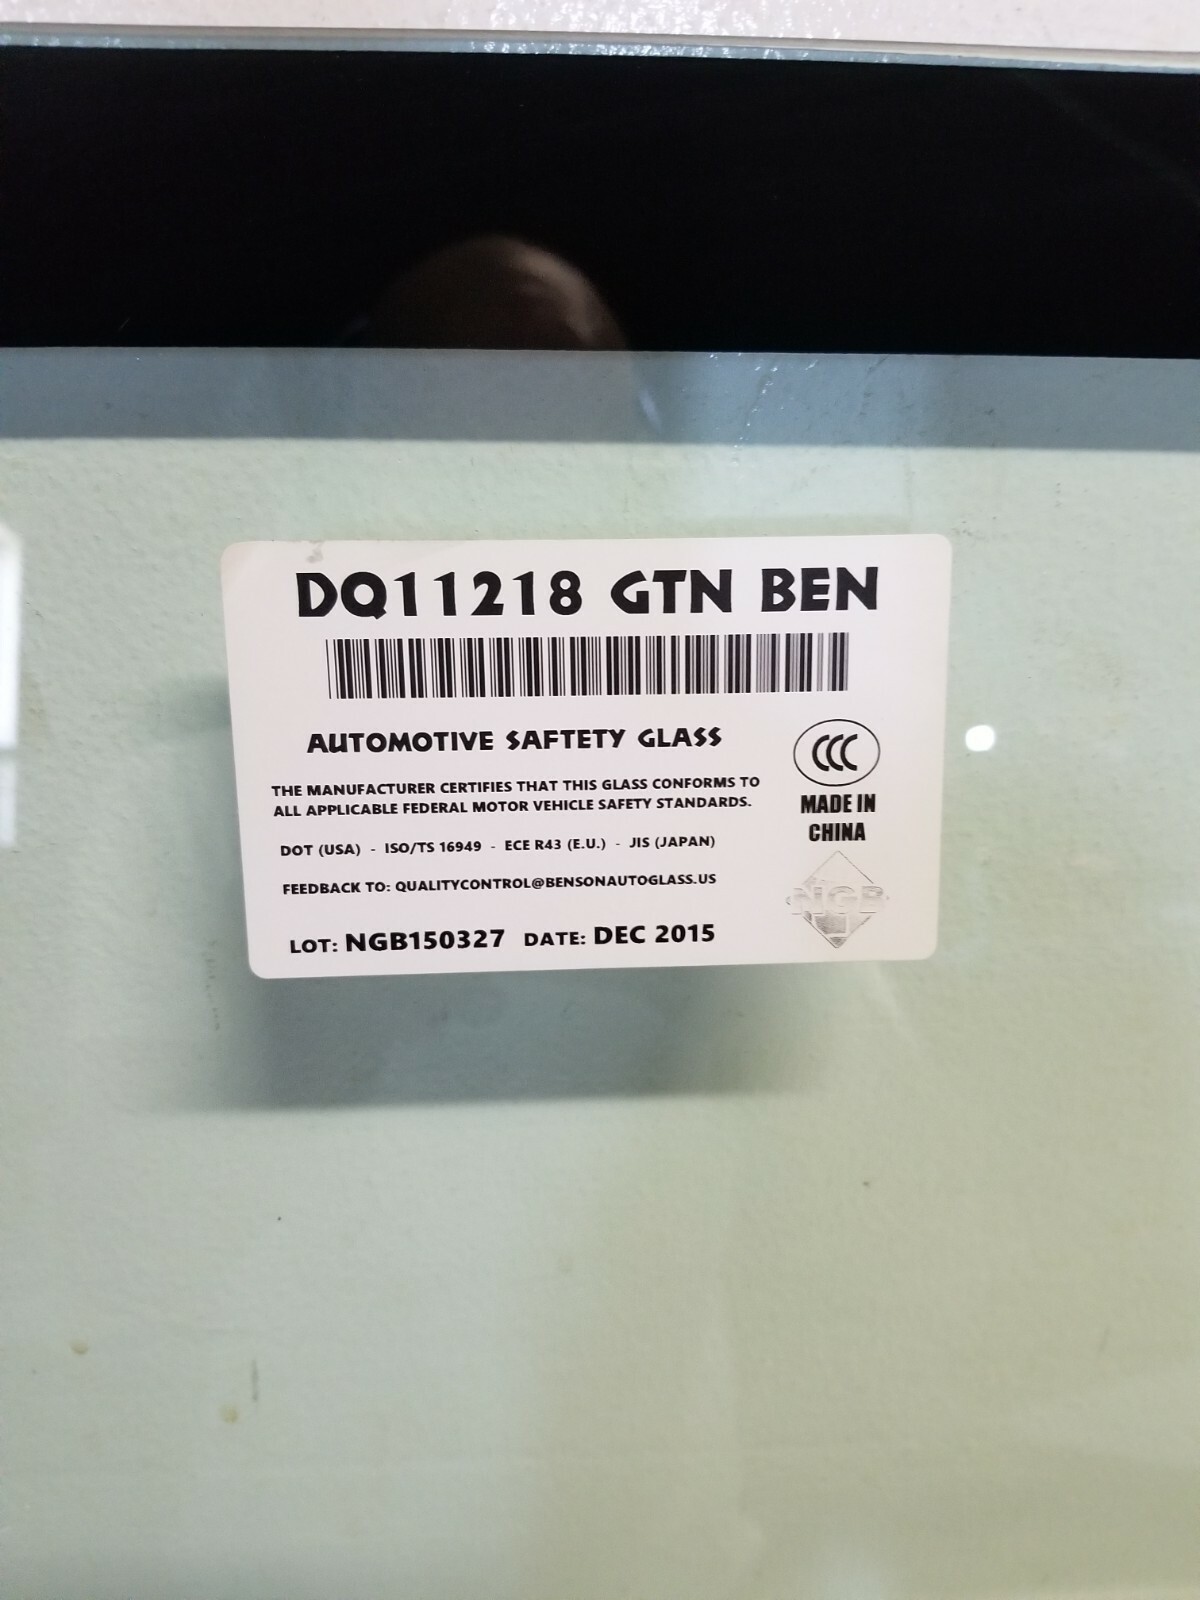 DQ11218 GTN BEN
AUTOMOTIVE SAFTETY GLASS
THE MANUFACTURER CERTIFIES THAT THIS GLASS CONFORMS TO
ALL APPLICABLE FEDERAL MOTOR VEHICLE SAFETY STANDARDS.
DOT (USA) - ISO/TS 16949 - ECE R43 (E.U.) - JIS (JAPAN)
FEEDBACK TO: QUALITYCONTROL@BENSONAUTOGLASS.US
LOT: NGB150327 DATE: DEC 2015
CCC
MADE IN
CHINA
NGB